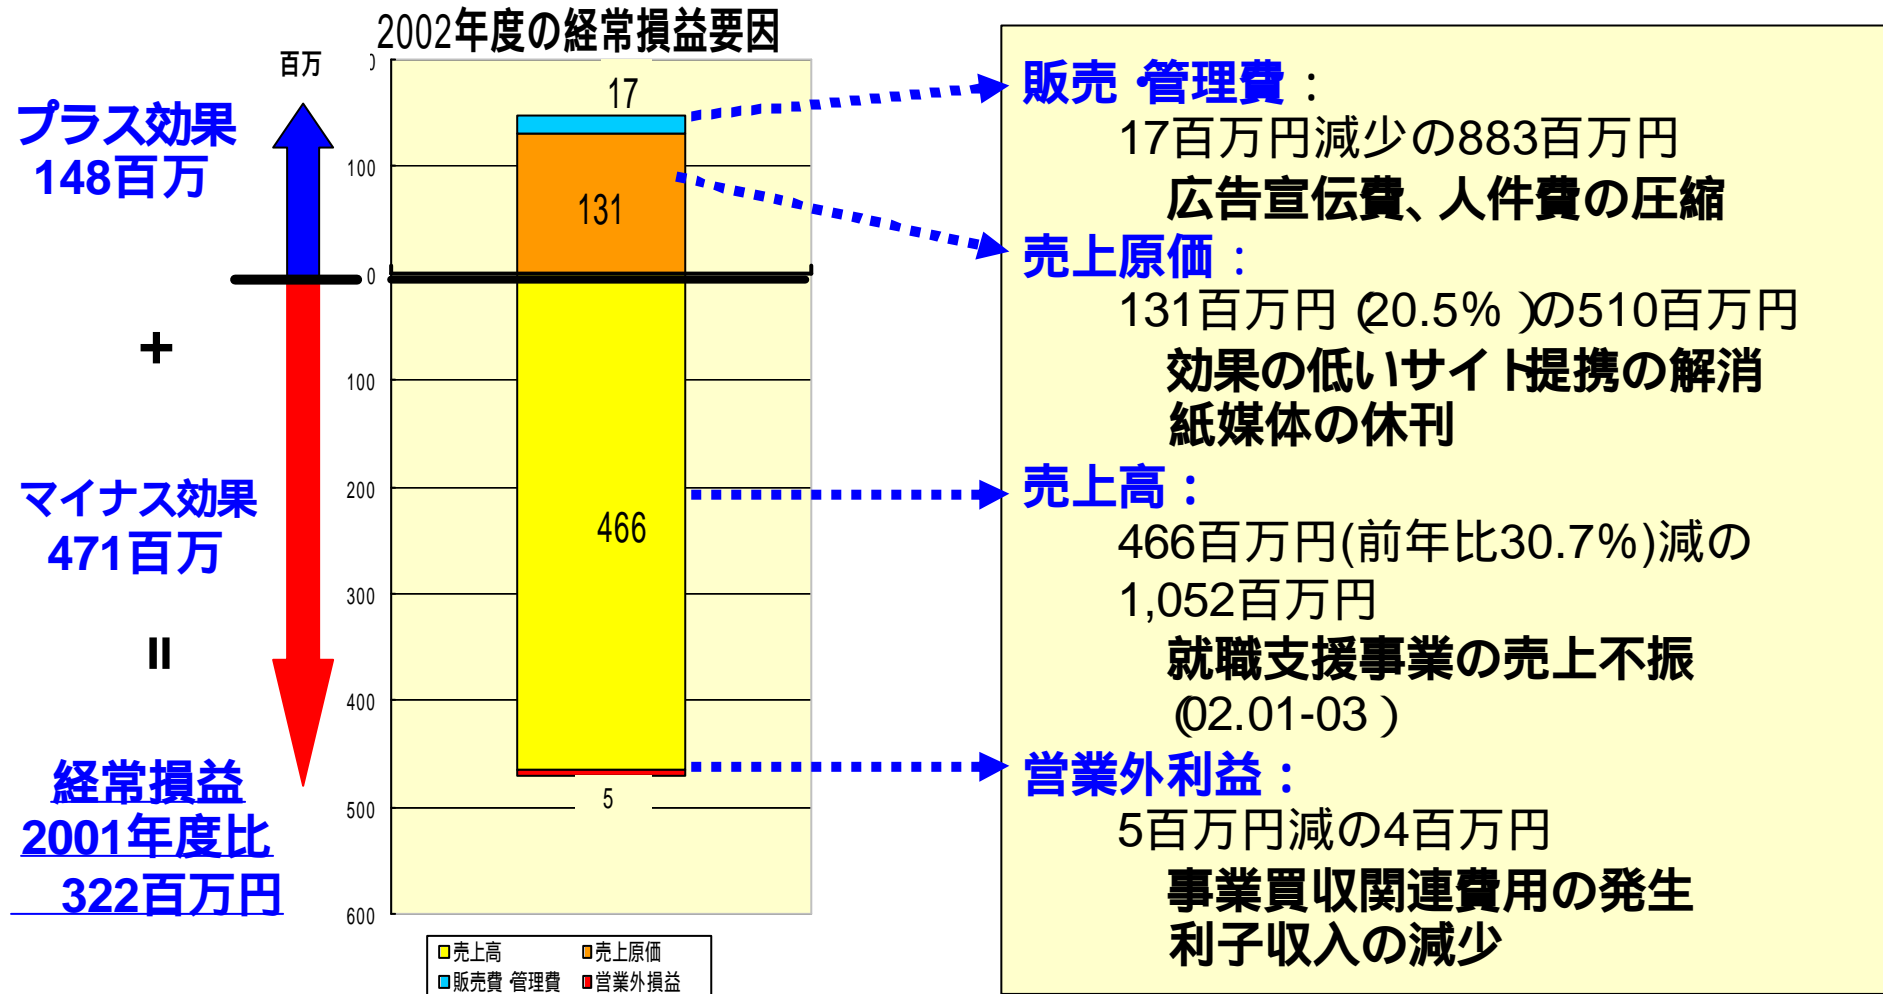 2002年度の経常損益要因
百万
プラス効果
148百万
+
マイナス効果
471百万
=
経常損益
2001年度比
322百万円
0
100
0
100
200
300
400
500
600
17
131
466
5
売上高
売上原価
販売費・管理費
営業外損益
販売・管理費：
17百万円減少の883百万円
広告宣伝費、人件費の圧縮
売上原価：
131百万円（20.5%）の510百万円
効果の低いサイト提携の解消
紙媒体の休刊
売上高：
466百万円(前年比30.7%)減の
1,052百万円
就職支援事業の売上不振
（02.01-03）
営業外利益：
5百万円減の4百万円
事業買収関連費用の発生
利子収入の減少